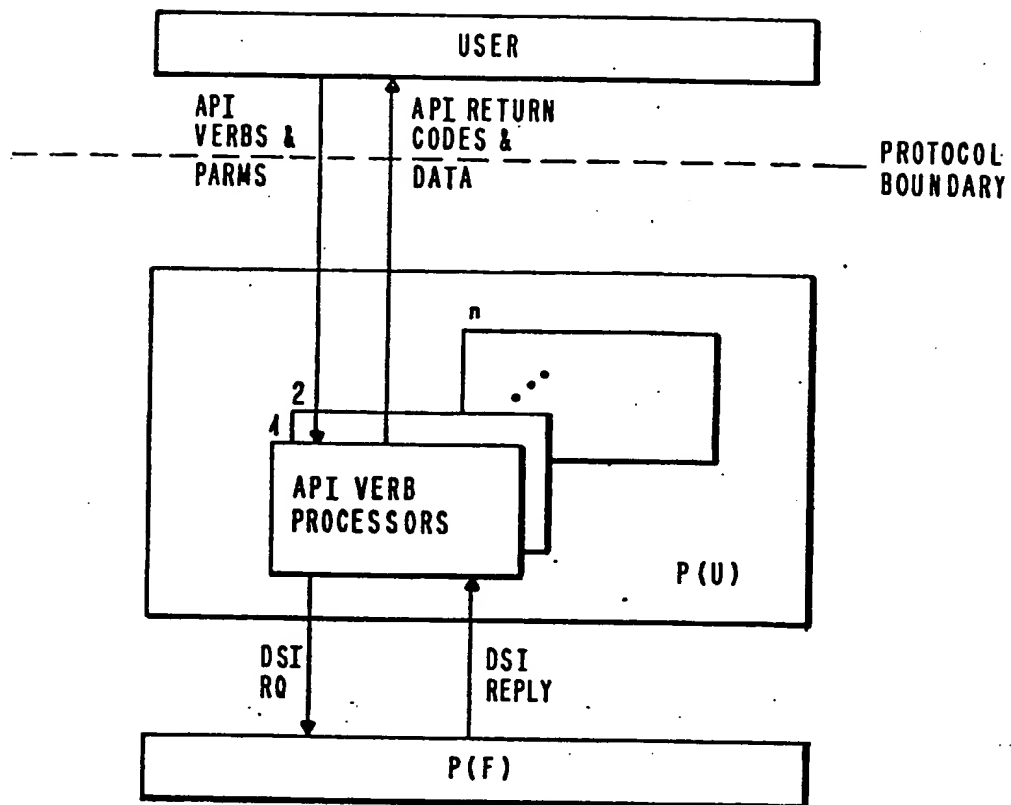 USER
API
VERBS &
PARMS
API RETURN
CODES &
DATA
PROTOCOL
BOUNDARY
n
2
1
API VERB
PROCESSORS
P(U)
DSI
RQ
DSI
REPLY
P(F)